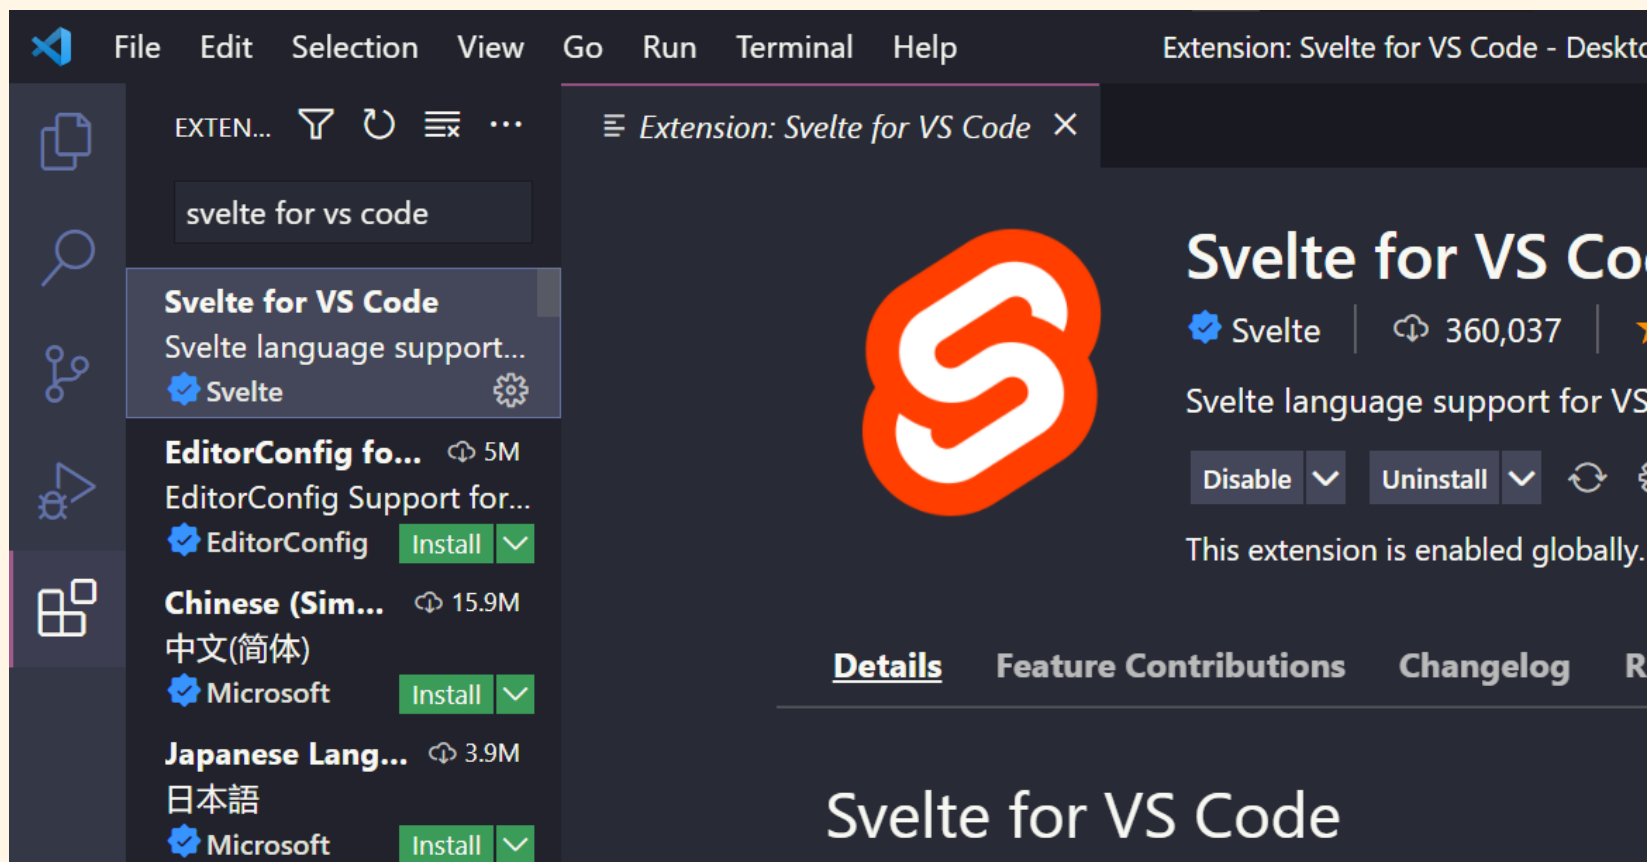 File Edit Selection View Go Run Terminal Help
Extension: Svelte for VS Code - Deskto
EXTEN...
svelte for vs code
Svelte for VS Code
Svelte language support...
Svelte
EditorConfig fo... 5M
EditorConfig Support for...
EditorConfig Install
Chinese (Sim... 15.9M
中文(简体)
Microsoft Install
Japanese Lang... 3.9M
日本語
Microsoft Install
Extension: Svelte for VS Code
Svelte for VS Co
Svelte 360,037
Svelte language support for VS
Disable Uninstall
This extension is enabled globally.
Details Feature Contributions Changelog R
Svelte for VS Code